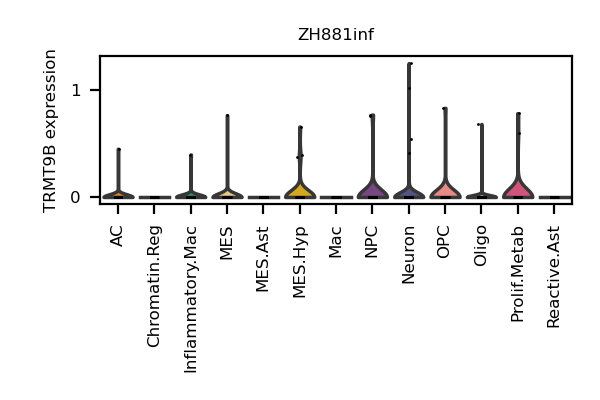 ZH881inf
TRMT9B expression
1
0
AC
Chromatin.Reg
Inflammatory.Mac
MES
MES.Ast
MES.Hyp
Mac
NPC
Neuron
OPC
Oligo
Prolif.Metab
Reactive.Ast